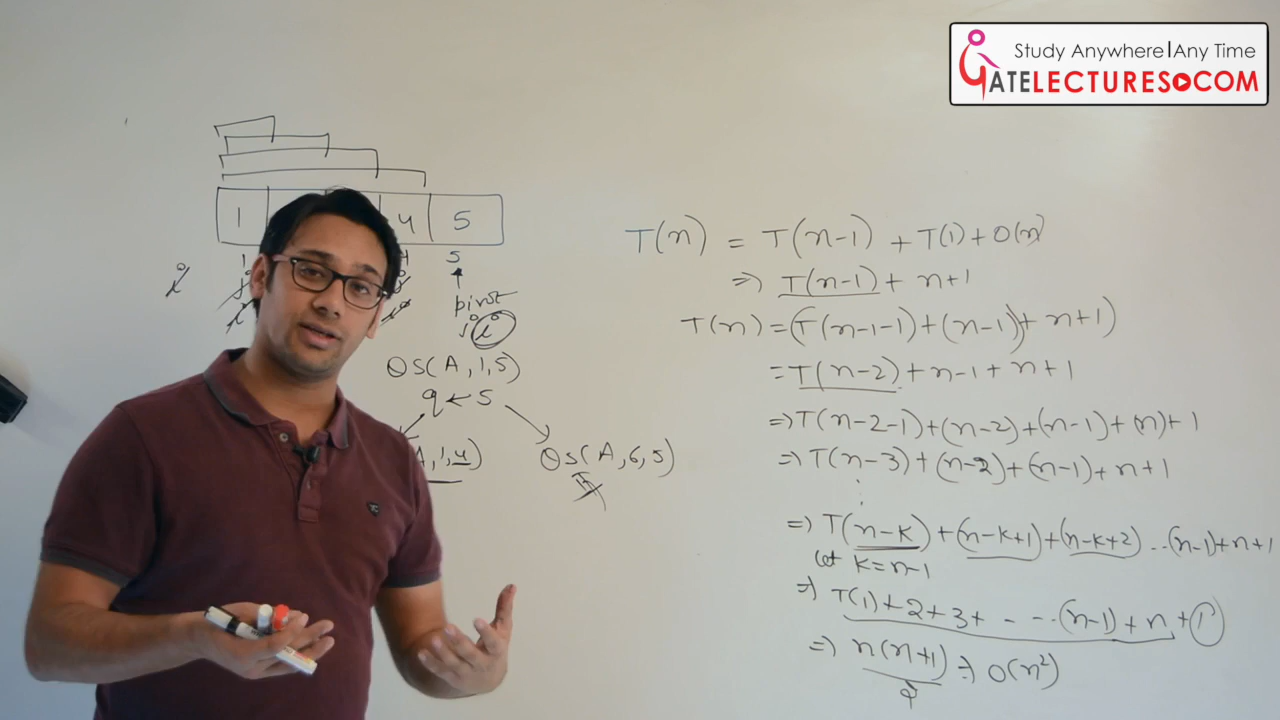 Study Anywhere|Any Time
GATELECTURES.COM
1 4 5
5
pivot
j i
QS(A,1,5)
q ← 5
A,1,4)
QS(A,6,5)
T(n) = T(n-1) + T(1) + O(n)
=> T(n-1) + n+1
T(n) = (T(n-1-1)+(n-1)+ n+1)
= T(n-2)+n-1+n+1
=> T(n-2-1)+(n-2)+(n-1)+(n)+1
=> T(n-3)+(n-2)+(n-1)+n+1
=> T(n-k)+(n-k+1)+(n-k+2)...(n-1)+n+1
let k=n-1
=> T(1)+2+3+ - - - (n-1)+n+1
=> n(n+1)/2 => O(n²)